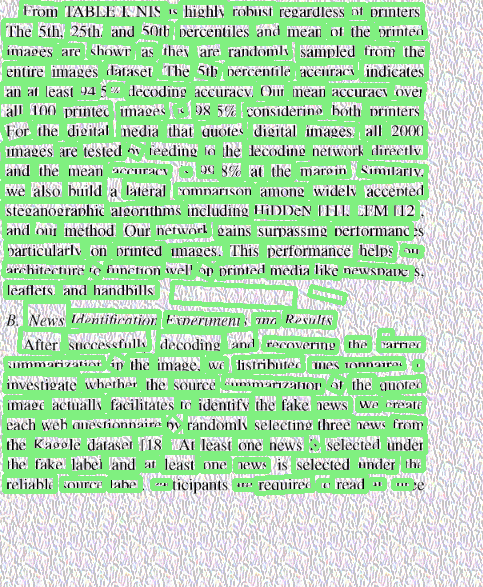 From TABLE I, NIS is highly robust regardless of printers.
The 5th, 25th, and 50th percentiles and mean of the printed
images are shown as they are randomly sampled from the
entire images dataset. The 5th percentile accuracy indicates
an at least 94.5% decoding accuracy. Our mean accuracy over
all 100 printed images is 98.5% considering both printers.
For the digital media that quotes digital images, all 2000
images are tested by feeding to the decoding network directly,
and the mean accuracy is 99.8% at the margin. Similarly,
we also build a lateral comparison among widely accepted
steganographic algorithms including HiDDeN [11], LFM [12],
and our method. Our network gains surpassing performances
particularly on printed images. This performance helps our
architecture to function well on printed media like newspapers,
leaflets, and handbills.
B. News Identification Experiments and Results
After successfully decoding and recovering the carried
summarization in the image, we distributed questionnaires to
investigate whether the source summarization of the quoted
image actually facilitates to identify the fake news. We create
each web questionnaire by randomly selecting three news from
the Kaggle dataset [18]. At least one news is selected under
the fake label and at least one news is selected under the
reliable source label. Participants are required to read all three